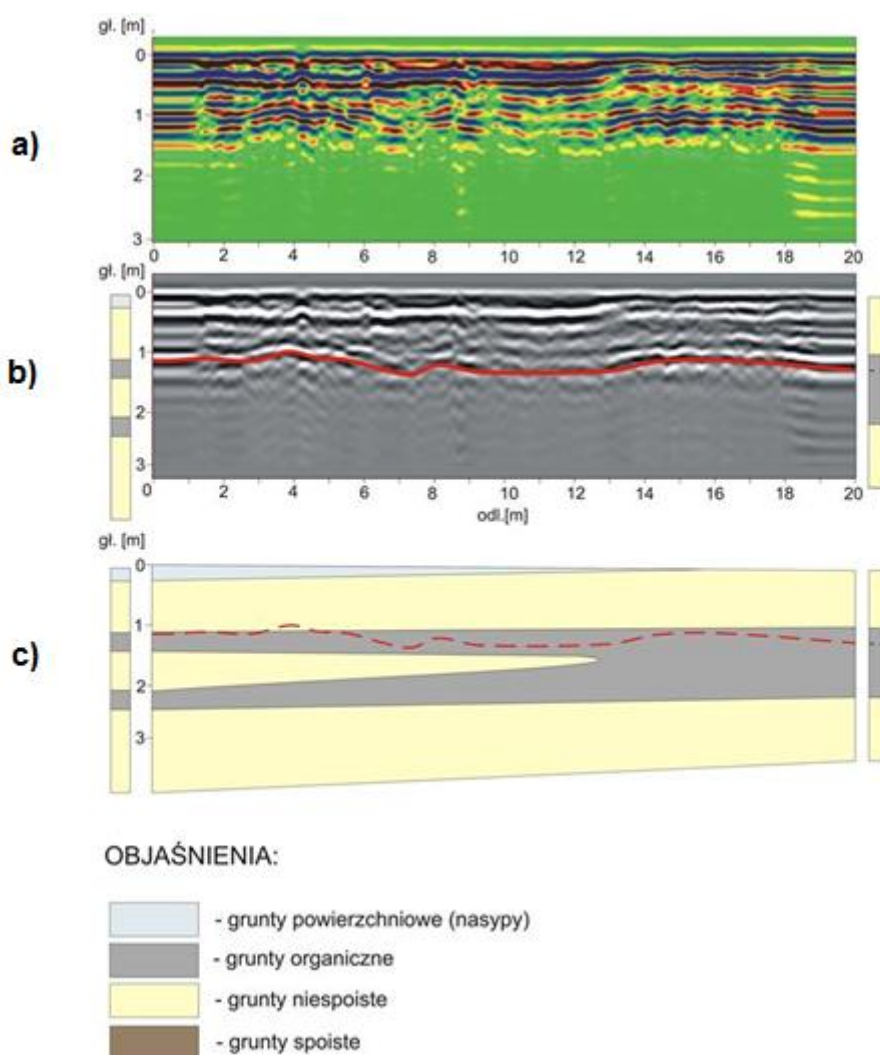 gł. [m]
0
1
a)
2
3
0 2 4 6 8 10 12 14 16 18 20
gł. [m]
0
1
b)
2
3
0 2 4 6 8 10 12 14 16 18 20
odl.[m]
gł. [m]
0
1
c)
2
3
OBJAŚNIENIA:
- grunty powierzchniowe (nasypy)
- grunty organiczne
- grunty niespoiste
- grunty spoiste